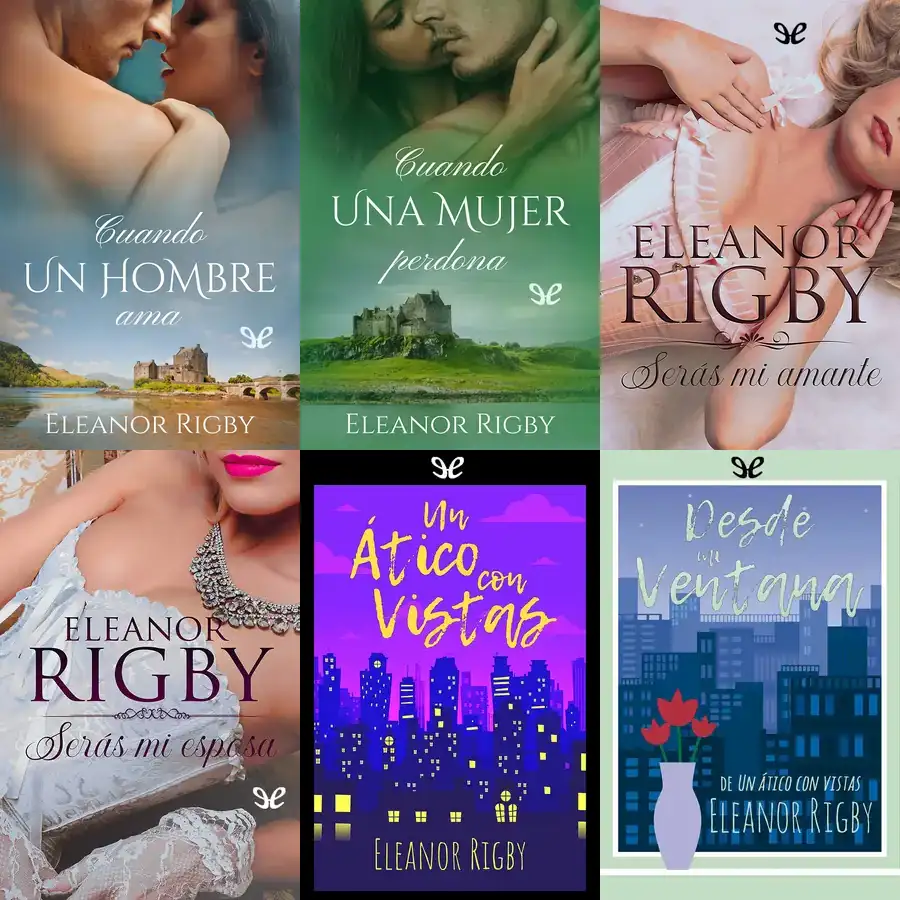 Cuando
UN HOMBRE
ama
ELEANOR RIGBY
Cuando
UNA MUJER
perdona
ELEANOR RIGBY
ELEANOR
RIGBY
Serás mi amante
ELEANOR
RIGBY
Serás mi esposa
Un
Ático
con
Vistas
ELEANOR RIGBY
Desde
mi
Ventana
DE UN ÁTICO CON VISTAS
ELEANOR RIGBY